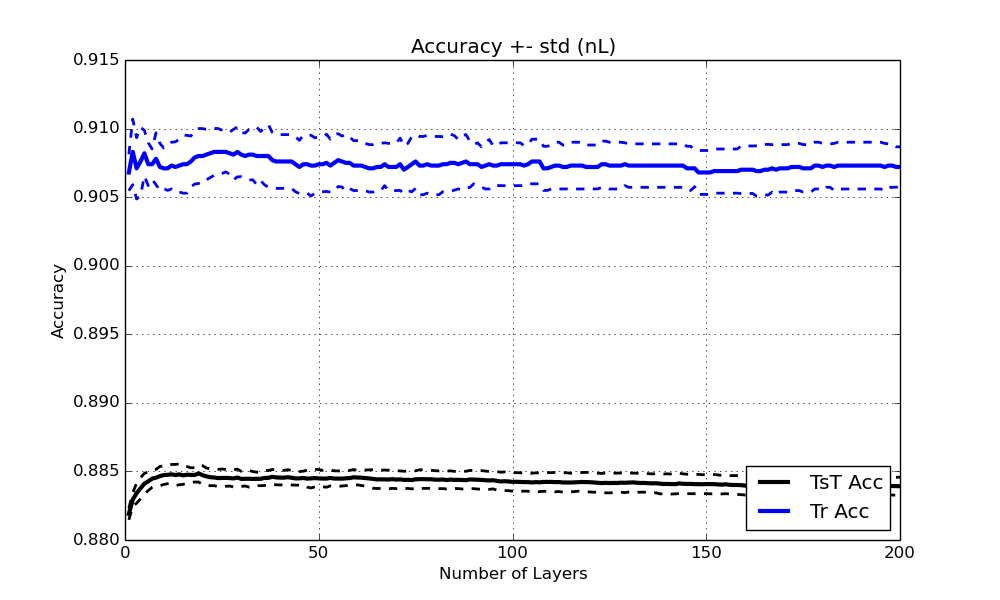 Accuracy +- std (nL)
0.915
0.910
0.905
0.900
0.895
0.890
0.885
0.880
Accuracy
TsT Acc
Tr Acc
0 50 100 150 200
Number of Layers